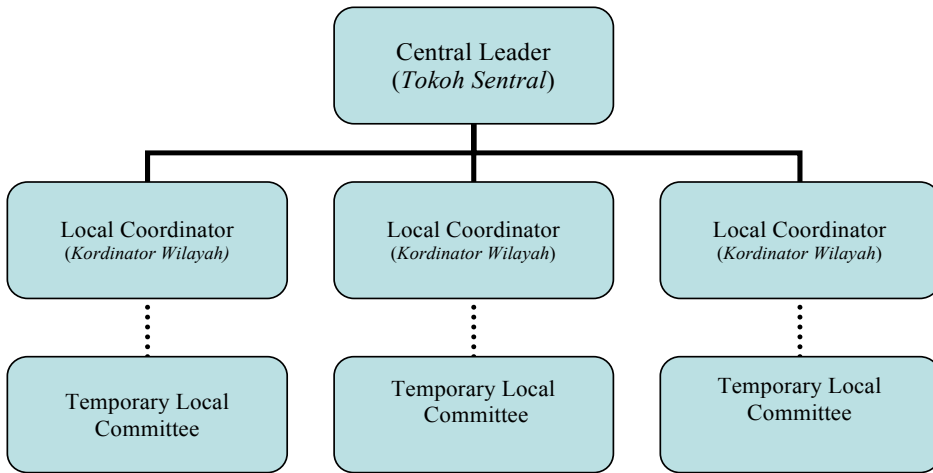 Central Leader
(Tokoh Sentral)
Local Coordinator
(Kordinator Wilayah)
Local Coordinator
(Kordinator Wilayah)
Local Coordinator
(Kordinator Wilayah)
Temporary Local
Committee
Temporary Local
Committee
Temporary Local
Committee